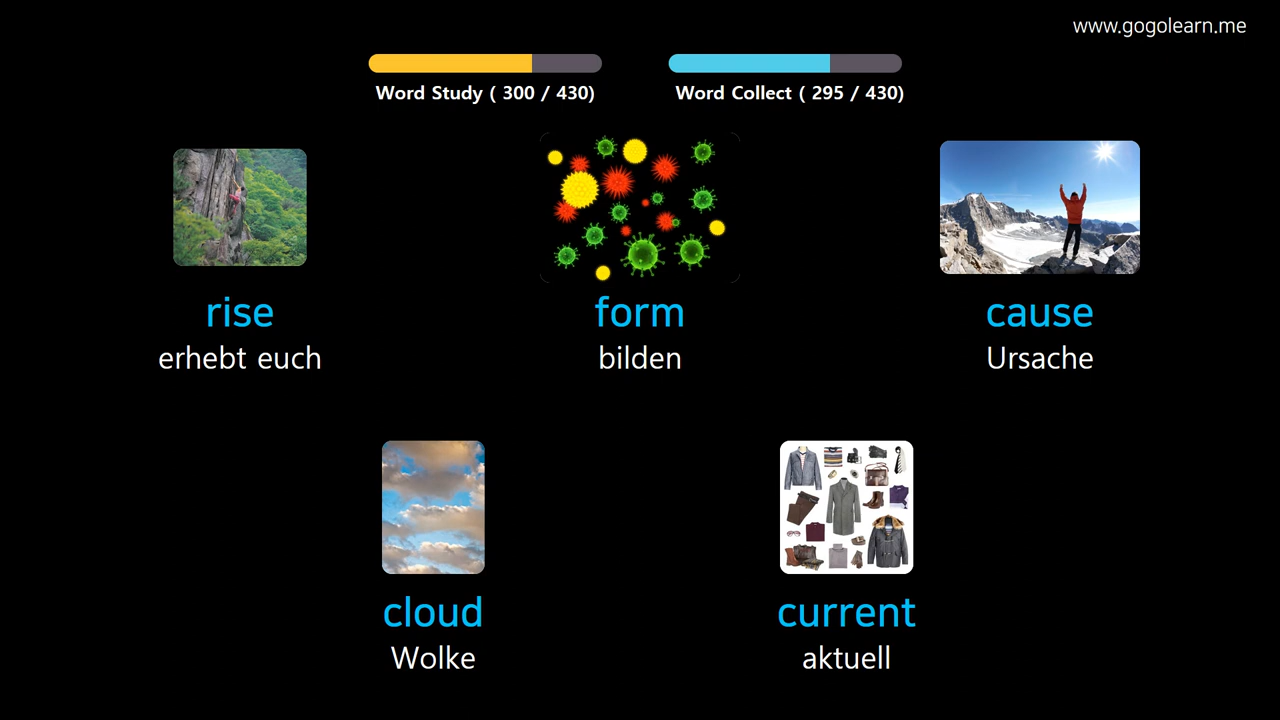 www.gogolearn.me
Word Study ( 300 / 430)
Word Collect ( 295 / 430)
rise
erhebt euch
form
bilden
cause
Ursache
cloud
Wolke
current
aktuell